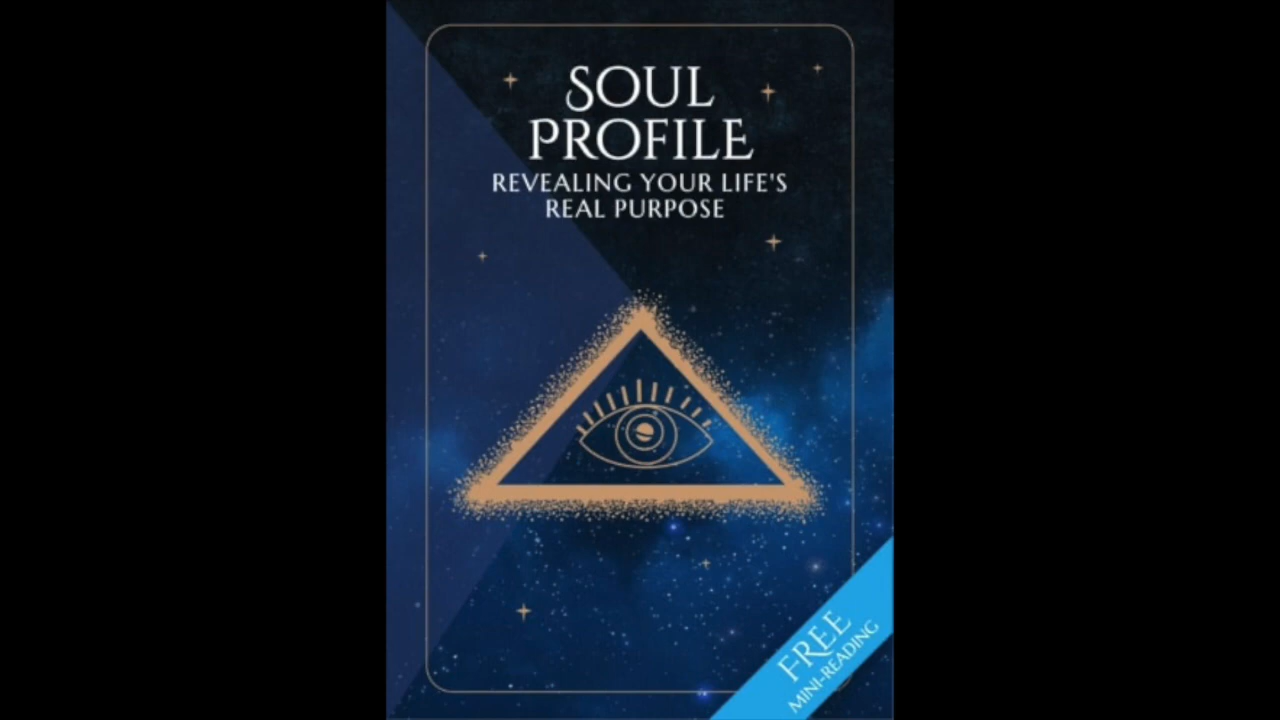 SOUL
PROFILE
REVEALING YOUR LIFE'S
REAL PURPOSE
FREE
MINI-READING